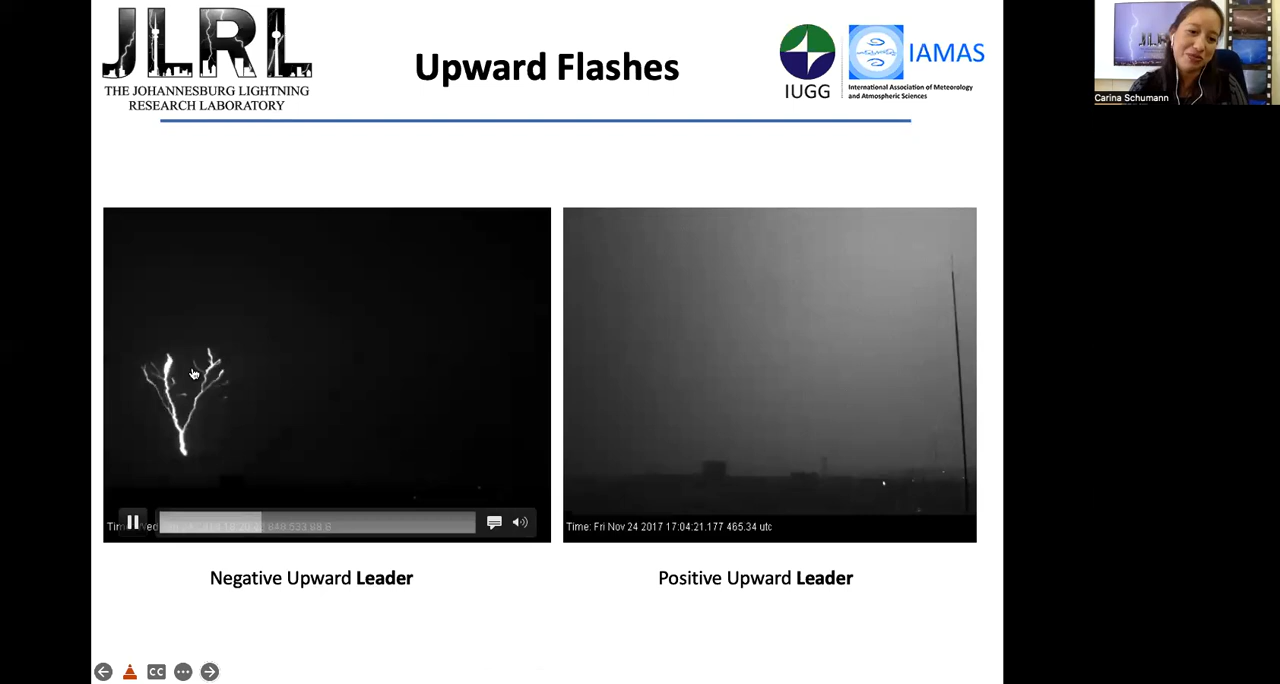 JLRL
THE JOHANNESBURG LIGHTNING
RESEARCH LABORATORY
Upward Flashes
IUGG
IAMAS
International Association of Meteorology
and Atmospheric Sciences
Carina Schumann
Time: Fri Nov 24 2017 17:04:21.177 465.34 utc
Negative Upward Leader
Positive Upward Leader
CC